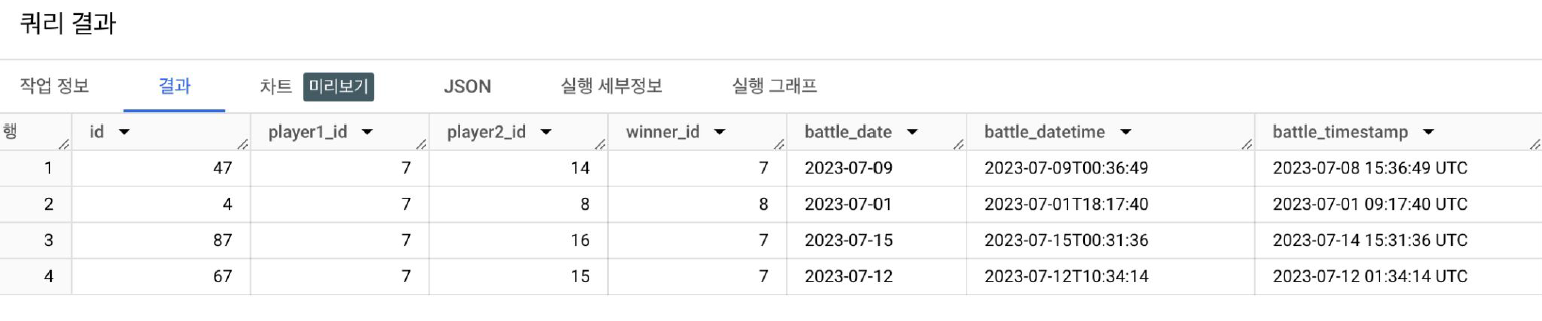 쿼리 결과
작업 정보 결과 차트 미리보기 JSON 실행 세부정보 실행 그래프
행 id player1_id player2_id winner_id battle_date battle_datetime battle_timestamp
1 47 7 14 7 2023-07-09 2023-07-09T00:36:49 2023-07-08 15:36:49 UTC
2 4 7 8 8 2023-07-01 2023-07-01T18:17:40 2023-07-01 09:17:40 UTC
3 87 7 16 7 2023-07-15 2023-07-15T00:31:36 2023-07-14 15:31:36 UTC
4 67 7 15 7 2023-07-12 2023-07-12T10:34:14 2023-07-12 01:34:14 UTC